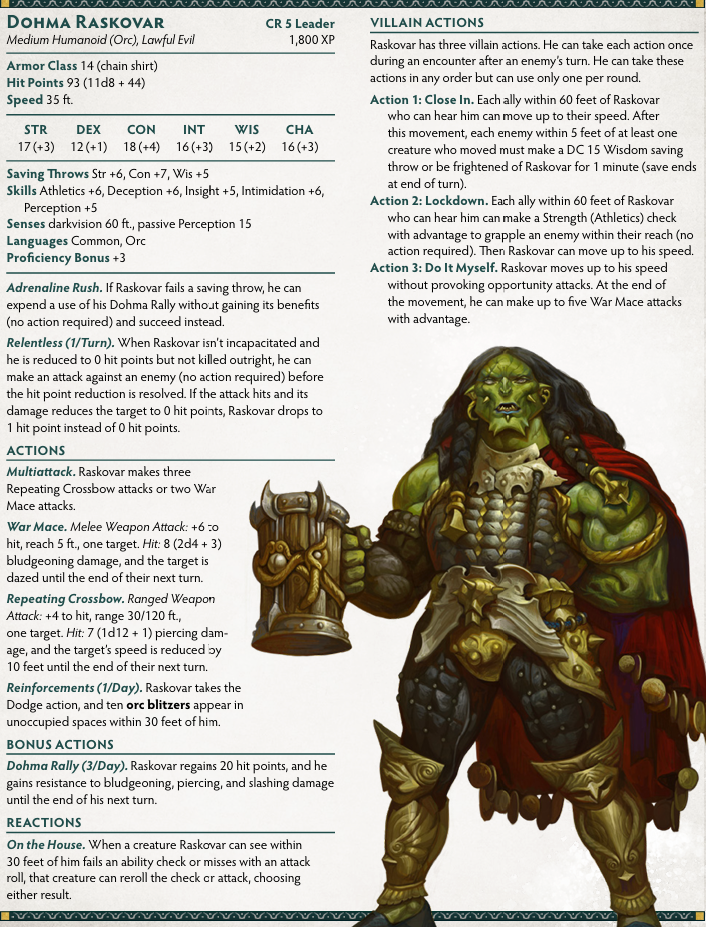 DOHMA RASKOVAR
CR 5 Leader
Medium Humanoid (Orc), Lawful Evil
1,800 XP
Armor Class 14 (chain shirt)
Hit Points 93 (11d8 + 44)
Speed 35 ft.
STR DEX CON INT WIS CHA
17 (+3) 12 (+1) 18 (+4) 16 (+3) 15 (+2) 16 (+3)
Saving Throws Str +6, Con +7, Wis +5
Skills Athletics +6, Deception +6, Insight +5, Intimidation +6,
Perception +5
Senses darkvision 60 ft., passive Perception 15
Languages Common, Orc
Proficiency Bonus +3
Adrenaline Rush. If Raskovar fails a saving throw, he can
expend a use of his Dohma Rally without gaining its benefits
(no action required) and succeed instead.
Relentless (1/Turn). When Raskovar isn't incapacitated and
he is reduced to 0 hit points but not killed outright, he can
make an attack against an enemy (no action required) before
the hit point reduction is resolved. If the attack hits and its
damage reduces the target to 0 hit points, Raskovar drops to
1 hit point instead of 0 hit points.
ACTIONS
Multiattack. Raskovar makes three
Repeating Crossbow attacks or two War
Mace attacks.
War Mace. Melee Weapon Attack: +6 to
hit, reach 5 ft., one target. Hit: 8 (2d4 + 3)
bludgeoning damage, and the target is
dazed until the end of their next turn.
Repeating Crossbow. Ranged Weapon
Attack: +4 to hit, range 30/120 ft.,
one target. Hit: 7 (1d12 + 1) piercing dam-
age, and the target's speed is reduced by
10 feet until the end of their next turn.
Reinforcements (1/Day). Raskovar takes the
Dodge action, and ten orc blitzers appear in
unoccupied spaces within 30 feet of him.
BONUS ACTIONS
Dohma Rally (3/Day). Raskovar regains 20 hit points, and he
gains resistance to bludgeoning, piercing, and slashing damage
until the end of his next turn.
REACTIONS
On the House. When a creature Raskovar can see within
30 feet of him fails an ability check or misses with an attack
roll, that creature can reroll the check or attack, choosing
either result.
VILLAIN ACTIONS
Raskovar has three villain actions. He can take each action once
during an encounter after an enemy's turn. He can take these
actions in any order but can use only one per round.
Action 1: Close In. Each ally within 60 feet of Raskovar
who can hear him can move up to their speed. After
this movement, each enemy within 5 feet of at least one
creature who moved must make a DC 15 Wisdom saving
throw or be frightened of Raskovar for 1 minute (save ends
at end of turn).
Action 2: Lockdown. Each ally within 60 feet of Raskovar
who can hear him can make a Strength (Athletics) check
with advantage to grapple an enemy within their reach (no
action required). Then Raskovar can move up to his speed.
Action 3: Do It Myself. Raskovar moves up to his speed
without provoking opportunity attacks. At the end of
the movement, he can make up to five War Mace attacks
with advantage.